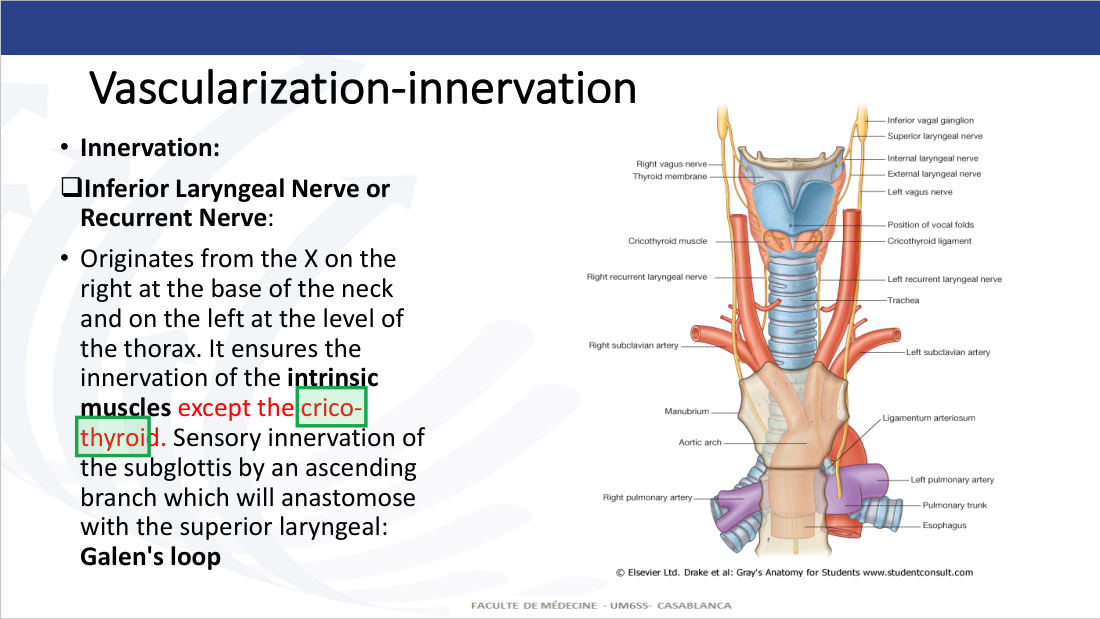 Vascularization-innervation
• Innervation:
❑Inferior Laryngeal Nerve or
Recurrent Nerve:
• Originates from the X on the
right at the base of the neck
and on the left at the level of
the thorax. It ensures the
innervation of the intrinsic
muscles except the crico-
thyroid. Sensory innervation of
the subglottis by an ascending
branch which will anastomose
with the superior laryngeal:
Galen's loop
Inferior vagal ganglion
Superior laryngeal nerve
Right vagus nerve
Internal laryngeal nerve
Thyroid membrane
External laryngeal nerve
Left vagus nerve
Position of vocal folds
Cricothyroid muscle
Cricothyroid ligament
Right recurrent laryngeal nerve
Left recurrent laryngeal nerve
Trachea
Right subclavian artery
Left subclavian artery
Manubrium
Ligamentum arteriosum
Aortic arch
Left pulmonary artery
Right pulmonary artery
Pulmonary trunk
Esophagus
© Elsevier Ltd. Drake et al: Gray's Anatomy for Students www.studentconsult.com
FACULTE DE MÉDECINE - UM6SS- CASABLANCA